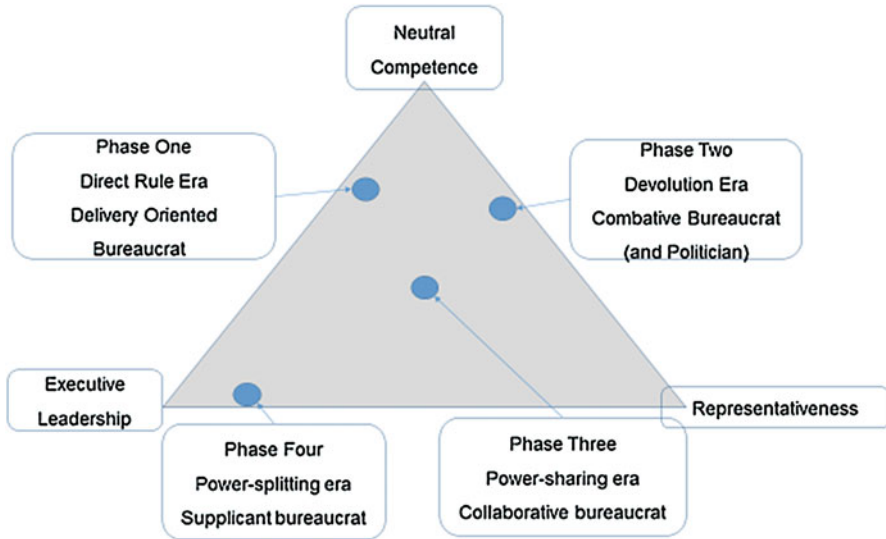 Neutral
Competence
Phase One
Direct Rule Era
Delivery Oriented
Bureaucrat
Phase Two
Devolution Era
Combative Bureaucrat
(and Politician)
Executive
Leadership
Representativeness
Phase Four
Power-splitting era
Supplicant bureaucrat
Phase Three
Power-sharing era
Collaborative bureaucrat